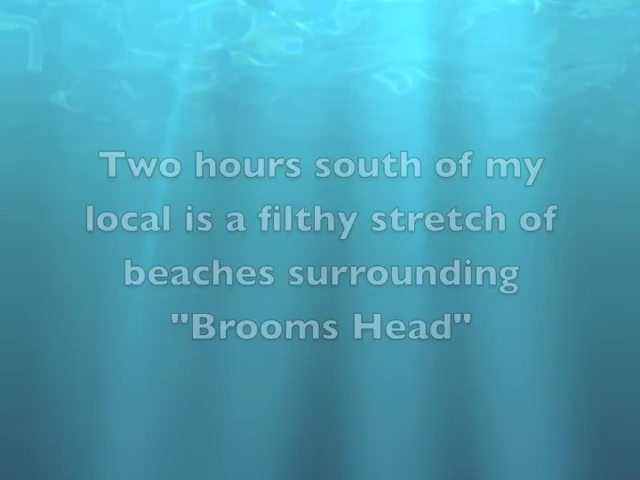 Two hours south of my
local is a filthy stretch of
beaches surrounding
"Brooms Head"